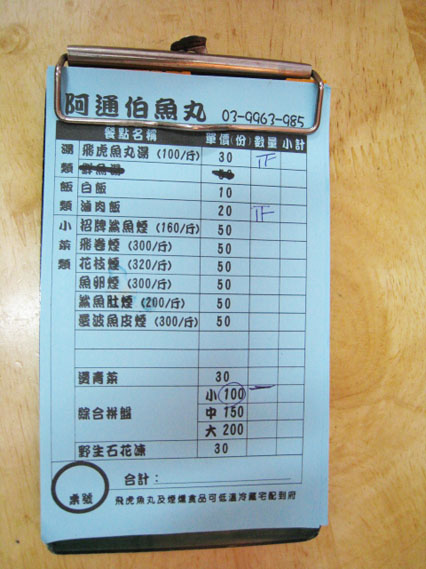 阿通伯魚丸 03-9963-985
餐點名稱 單價(份) 數量 小計
湯 飛虎魚丸湯 (100/斤) 30
類
飯 白飯 10
類 滷肉飯 20
小 招牌鯊魚煙 (160/斤) 50
菜 飛卷煙 (300/斤) 50
類 花枝煙 (320/斤) 50
魚卵煙 (300/斤) 50
鯊魚肚煙 (200/斤) 50
曼波魚皮煙 (300/斤) 50
燙青菜 30
小 100
綜合拼盤 中 150
大 200
野生石花凍 30
桌號 合計:
飛虎魚丸及煙燻食品可低溫冷藏宅配到府